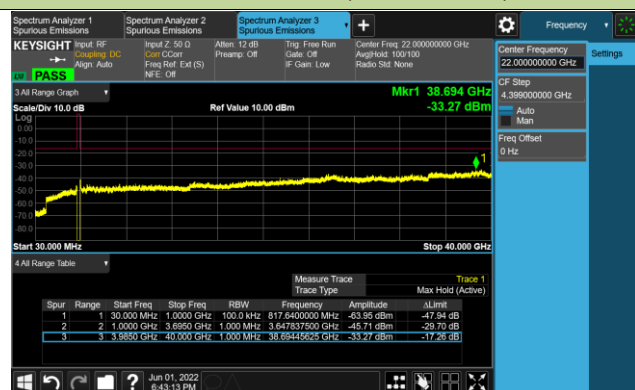 Spectrum Analyzer 1
Spurious Emissions
Spectrum Analyzer 2
Spurious Emissions
Spectrum Analyzer 3
Spurious Emissions
Frequency
KEYSIGHT
Input: RF
Coupling: DC
Align: Auto
Input Z: 50 Ω
Corr CCorr
Freq Ref: Ext (S)
NFE: Off
Atten: 12 dB
Preamp: Off
Trig: Free Run
Gate: Off
IF Gain: Low
Center Freq: 22.000000000 GHz
Avg|Hold: 100/100
Radio Std: None
LV PASS
Center Frequency
22.000000000 GHz
Settings
CF Step
4.399000000 GHz
Auto
Man
Freq Offset
0 Hz
3 All Range Graph
Mkr1 38.694 GHz
-33.27 dBm
Scale/Div 10.0 dB
Ref Value 10.00 dBm
Log
0.00
-10.0
-20.0
-30.0
-40.0
-50.0
-60.0
-70.0
-80.0
1
Start 30.000 MHz
Stop 40.000 GHz
4 All Range Table
Measure Trace Trace 1
Trace Type Max Hold (Active)
Spur Range Start Freq Stop Freq RBW Frequency Amplitude ΔLimit
1 1 30.000 MHz 1.0000 GHz 100.0 kHz 817.6400000 MHz -63.95 dBm -47.94 dB
2 2 1.0000 GHz 3.6950 GHz 1.000 MHz 3.647837500 GHz -45.71 dBm -29.70 dB
3 3 3.9850 GHz 40.000 GHz 1.000 MHz 38.69445625 GHz -33.27 dBm -17.26 dB
Jun 01, 2022
6:43:13 PM